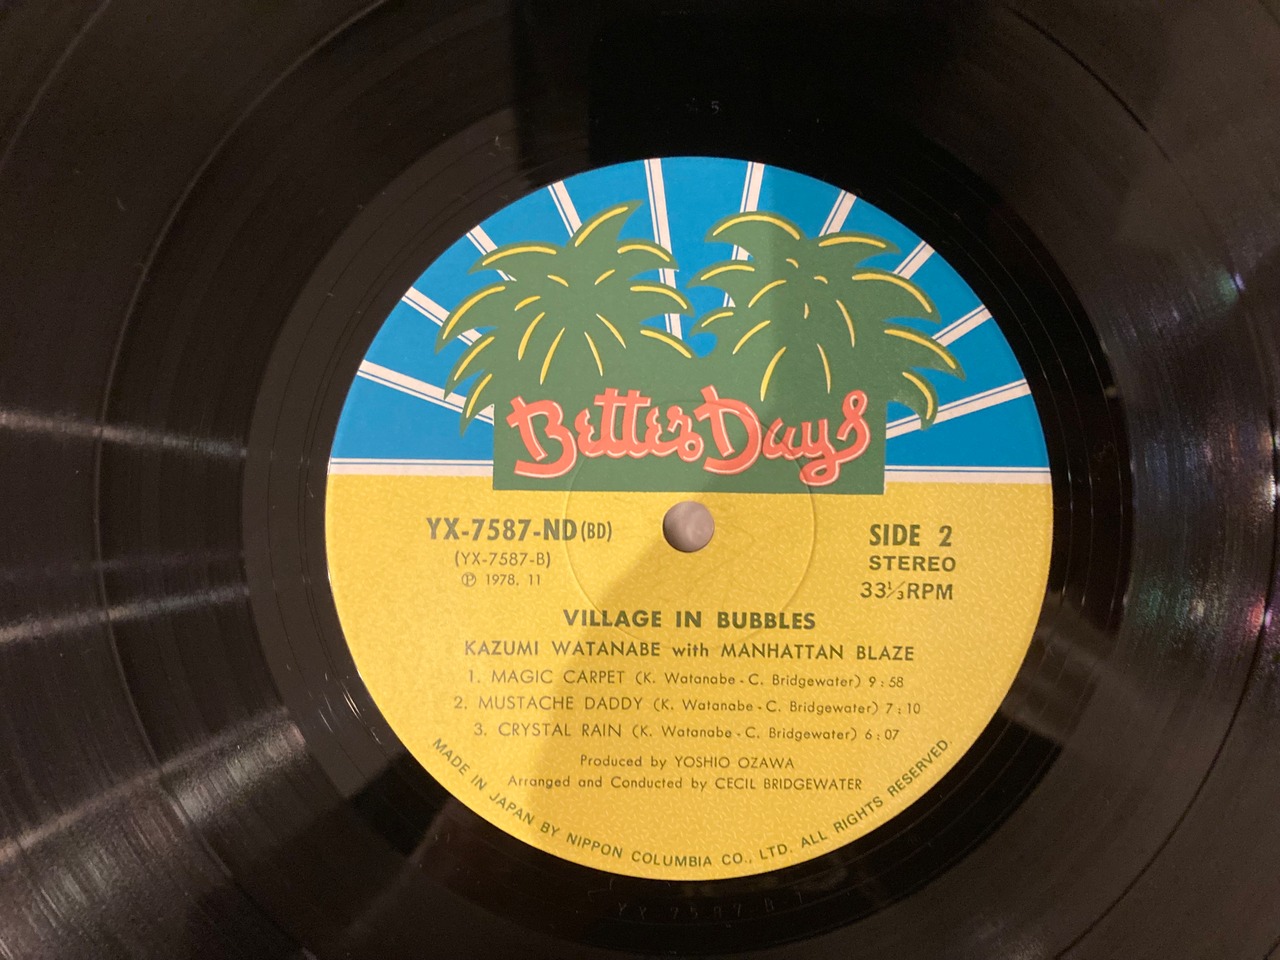 Better Days
YX-7587-ND(BD)
(YX-7587-B)
Ⓟ 1978. 11
SIDE 2
STEREO
33⅓RPM
VILLAGE IN BUBBLES
KAZUMI WATANABE with MANHATTAN BLAZE
1. MAGIC CARPET (K. Watanabe - C. Bridgewater) 9:58
2. MUSTACHE DADDY (K. Watanabe - C. Bridgewater) 7:10
3. CRYSTAL RAIN (K. Watanabe - C. Bridgewater) 6:07
Produced by YOSHIO OZAWA
Arranged and Conducted by CECIL BRIDGEWATER
MADE IN JAPAN BY NIPPON COLUMBIA CO., LTD. ALL RIGHTS RESERVED.